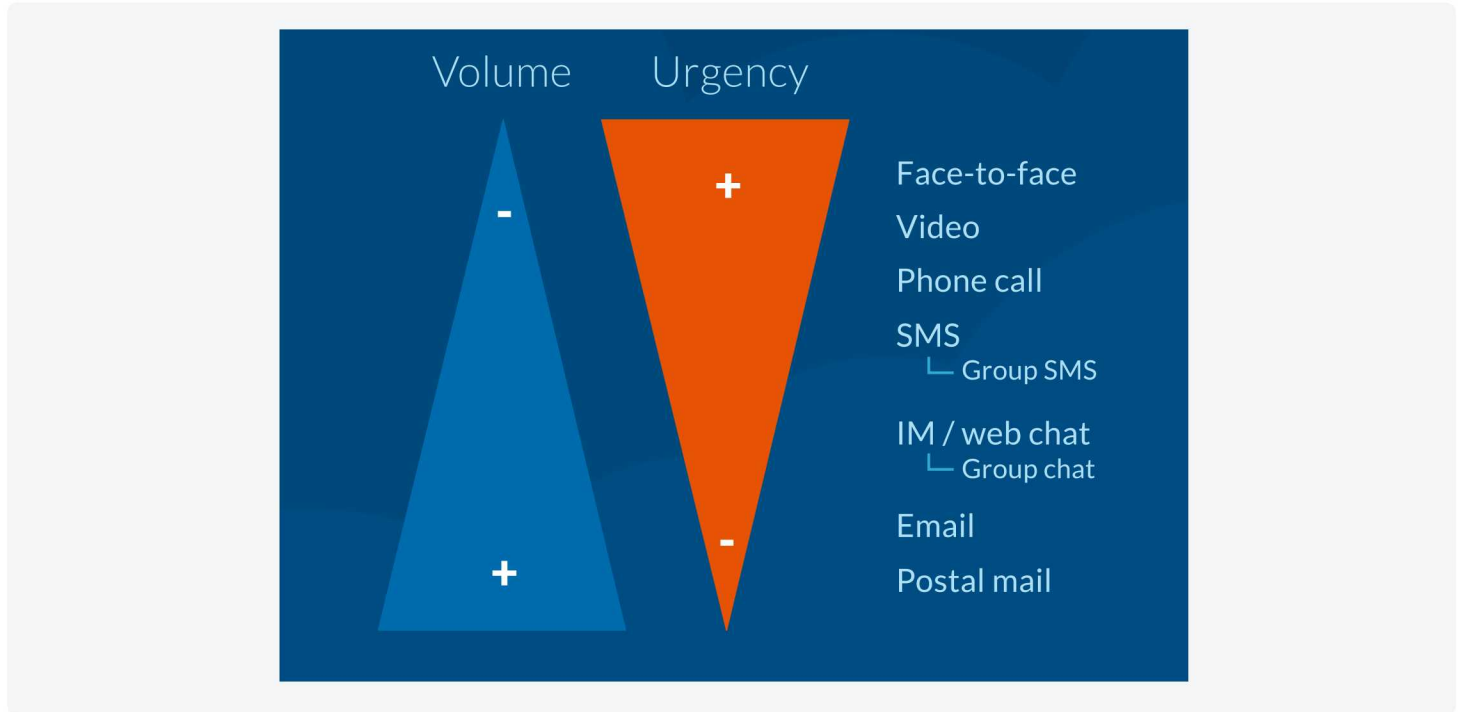 Volume
Urgency
-
+
+
-
Face-to-face
Video
Phone call
SMS
Group SMS
IM / web chat
Group chat
Email
Postal mail